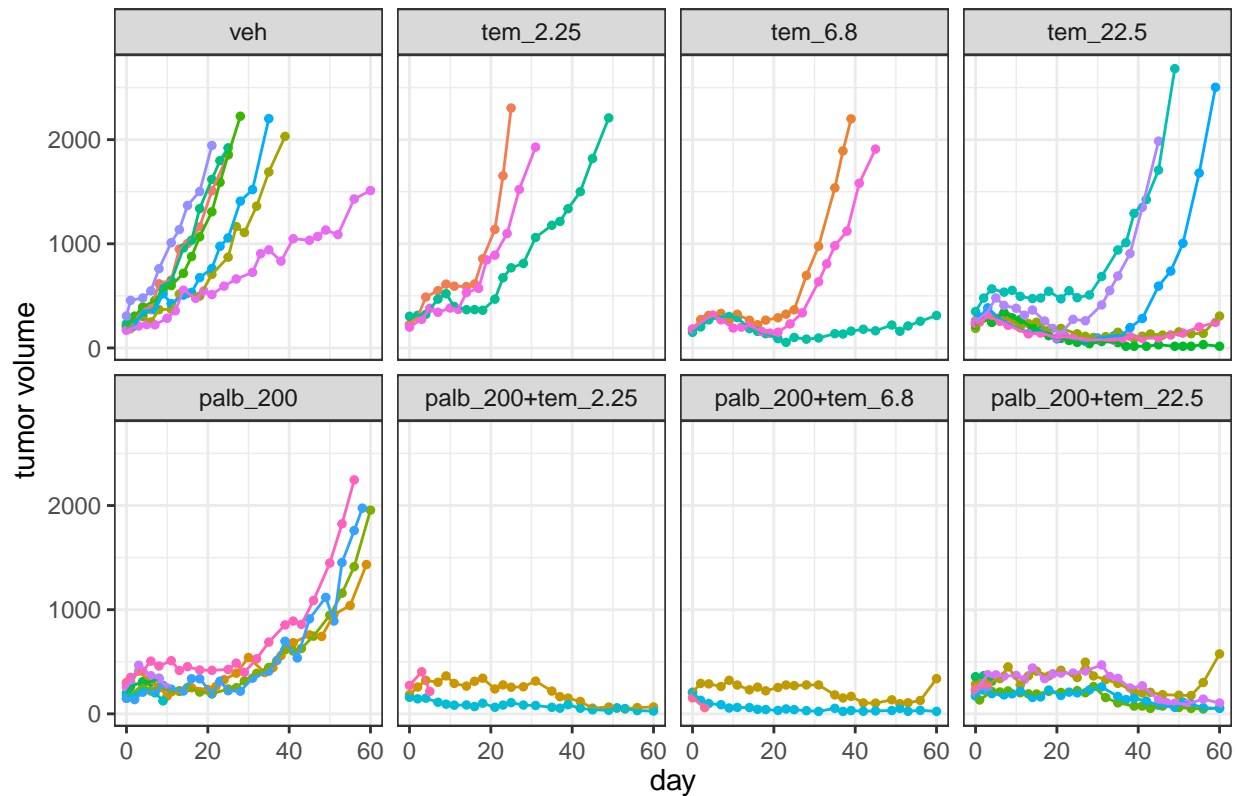 veh tem_2.25 tem_6.8 tem_22.5
2000
1000
0
palb_200 palb_200+tem_2.25 palb_200+tem_6.8 palb_200+tem_22.5
2000
1000
0
tumor volume
0 20 40 60 0 20 40 60 0 20 40 60 0 20 40 60
day